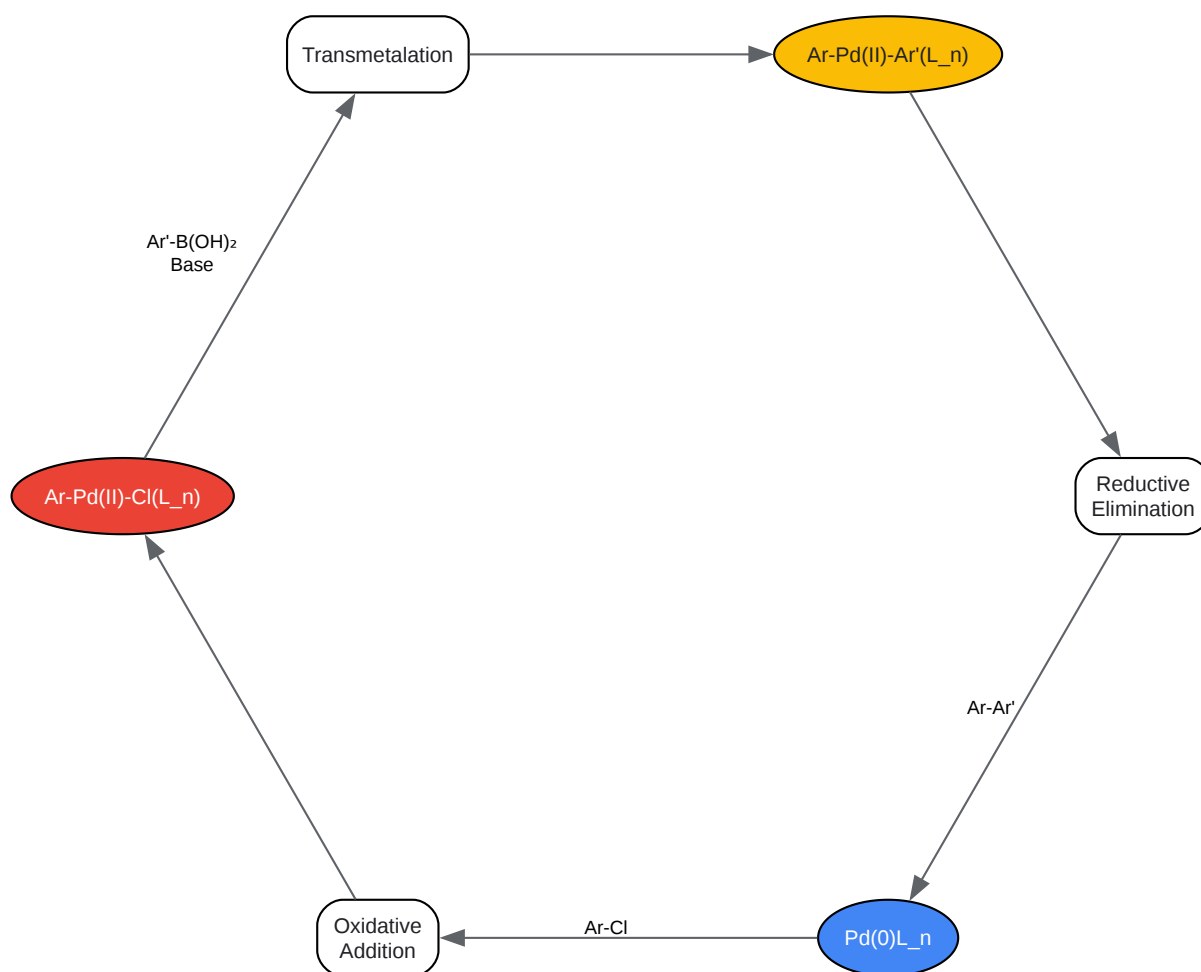 Transmetalation
Ar-Pd(II)-Ar'(L_n)
Ar'-B(OH)₂
Base
Ar-Pd(II)-Cl(L_n)
Reductive
Elimination
Ar-Ar'
Oxidative
Addition
Ar-Cl
Pd(0)L_n